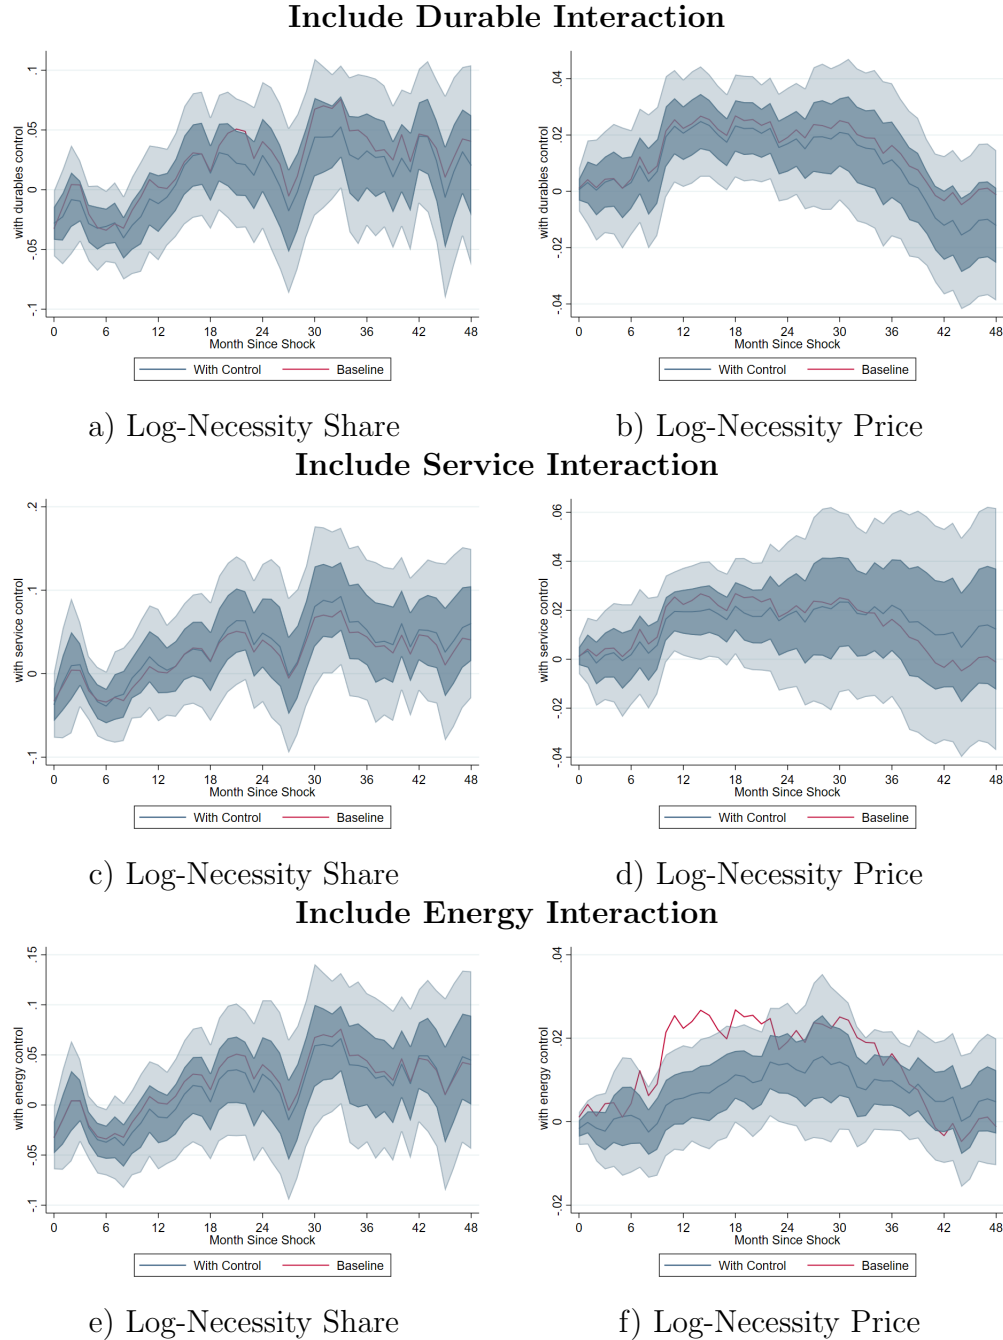 Include Durable Interaction
with durables control
.1
.05
0
-.05
-.1
0 6 12 18 24 30 36 42 48
Month Since Shock
With Control Baseline
with durables control
.04
.02
0
-.02
-.04
0 6 12 18 24 30 36 42 48
Month Since Shock
With Control Baseline
a) Log-Necessity Share
b) Log-Necessity Price
Include Service Interaction
with service control
.2
.1
0
-.1
0 6 12 18 24 30 36 42 48
Month Since Shock
With Control Baseline
with service control
.06
.04
.02
0
-.02
-.04
0 6 12 18 24 30 36 42 48
Month Since Shock
With Control Baseline
c) Log-Necessity Share
d) Log-Necessity Price
Include Energy Interaction
with energy control
.15
.1
.05
0
-.05
-.1
0 6 12 18 24 30 36 42 48
Month Since Shock
With Control Baseline
with energy control
.04
.02
0
-.02
0 6 12 18 24 30 36 42 48
Month Since Shock
With Control Baseline
e) Log-Necessity Share
f) Log-Necessity Price